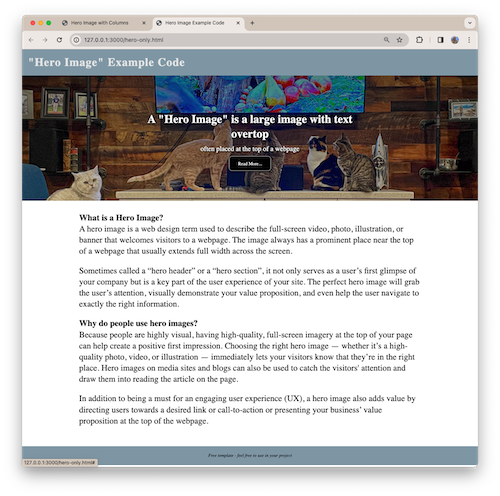 Hero Image with Columns
Hero Image Example Code
127.0.0.1:3000/hero-only.html
"Hero Image" Example Code
A "Hero Image" is a large image with text
overtop
often placed at the top of a webpage
Read More...
What is a Hero Image?
A hero image is a web design term used to describe the full-screen video, photo, illustration, or
banner that welcomes visitors to a webpage. The image always has a prominent place near the top
of a webpage that usually extends full width across the screen.
Sometimes called a “hero header” or a “hero section”, it not only serves as a user’s first glimpse of
your company but is a key part of the user experience of your site. The perfect hero image will grab
the user’s attention, visually demonstrate your value proposition, and even help the user navigate to
exactly the right information.
Why do people use hero images?
Because people are highly visual, having high-quality, full-screen imagery at the top of your page
can help create a positive first impression. Choosing the right hero image — whether it’s a high-
quality photo, video, or illustration — immediately lets your visitors know that they’re in the right
place. Hero images on media sites and blogs can also be used to catch the visitors' attention and
draw them into reading the article on the page.
In addition to being a must for an engaging user experience (UX), a hero image also adds value by
directing users towards a desired link or call-to-action or presenting your business’ value
proposition at the top of the webpage.
Free template - feel free to use in your project
127.0.0.1:3000/hero-only.html#